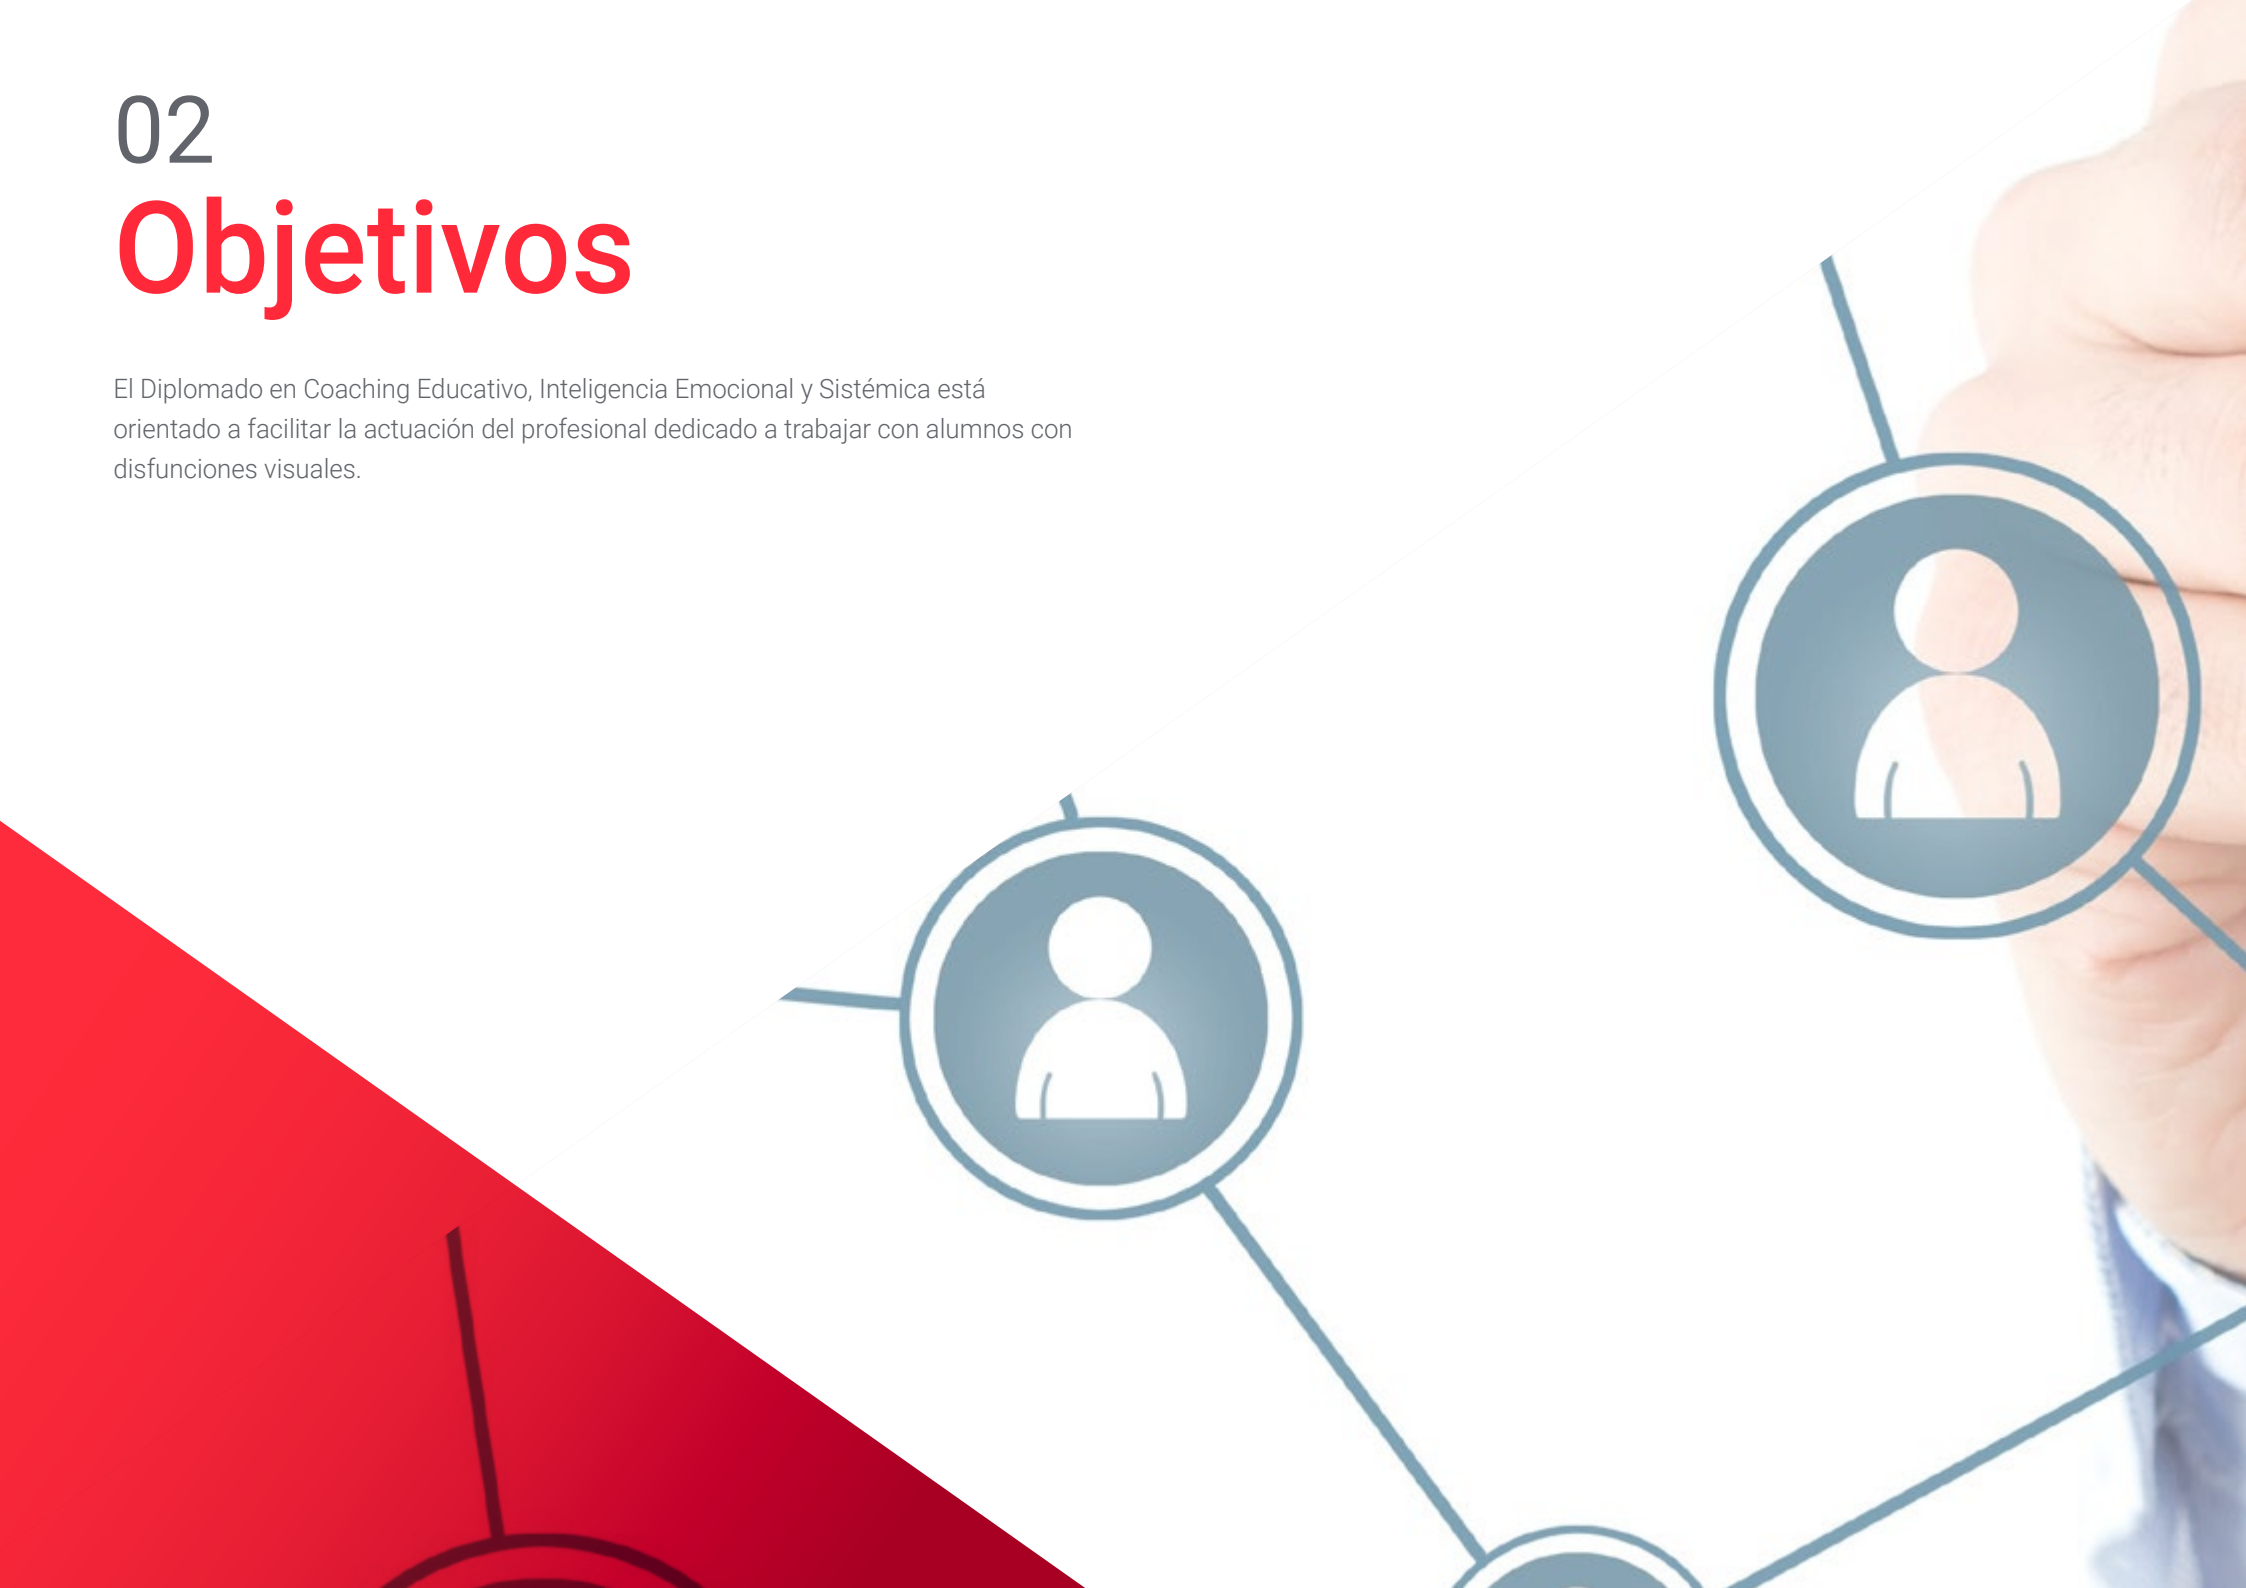 02
Objetivos
El Diplomado en Coaching Educativo, Inteligencia Emocional y Sistémica está
orientado a facilitar la actuación del profesional dedicado a trabajar con alumnos con
disfunciones visuales.